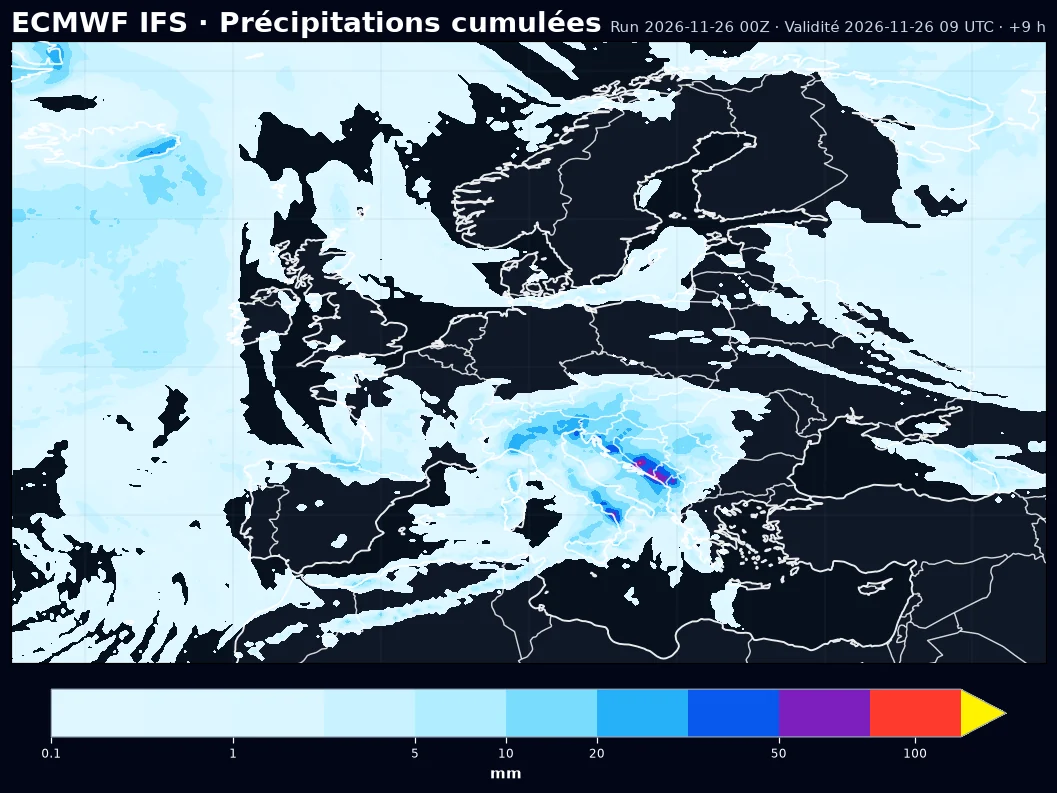 ECMWF IFS · Précipitations cumulées Run 2026-11-26 00Z · Validité 2026-11-26 09 UTC · +9 h
0.1 1 5 10 20 50 100
mm